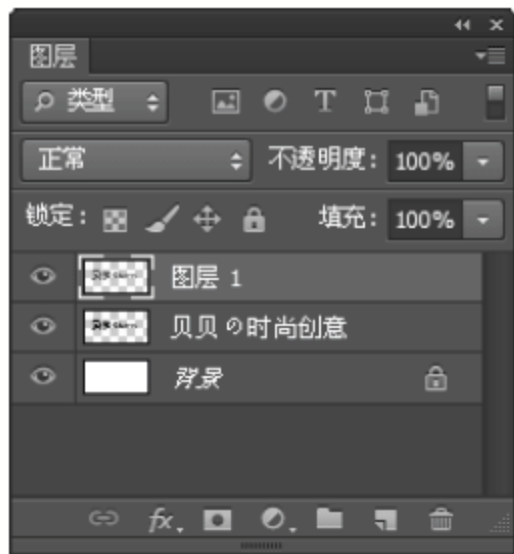 图层
类型
正常 不透明度: 100%
锁定: 填充: 100%
图层 1
贝贝の时尚创意
背景
fx.